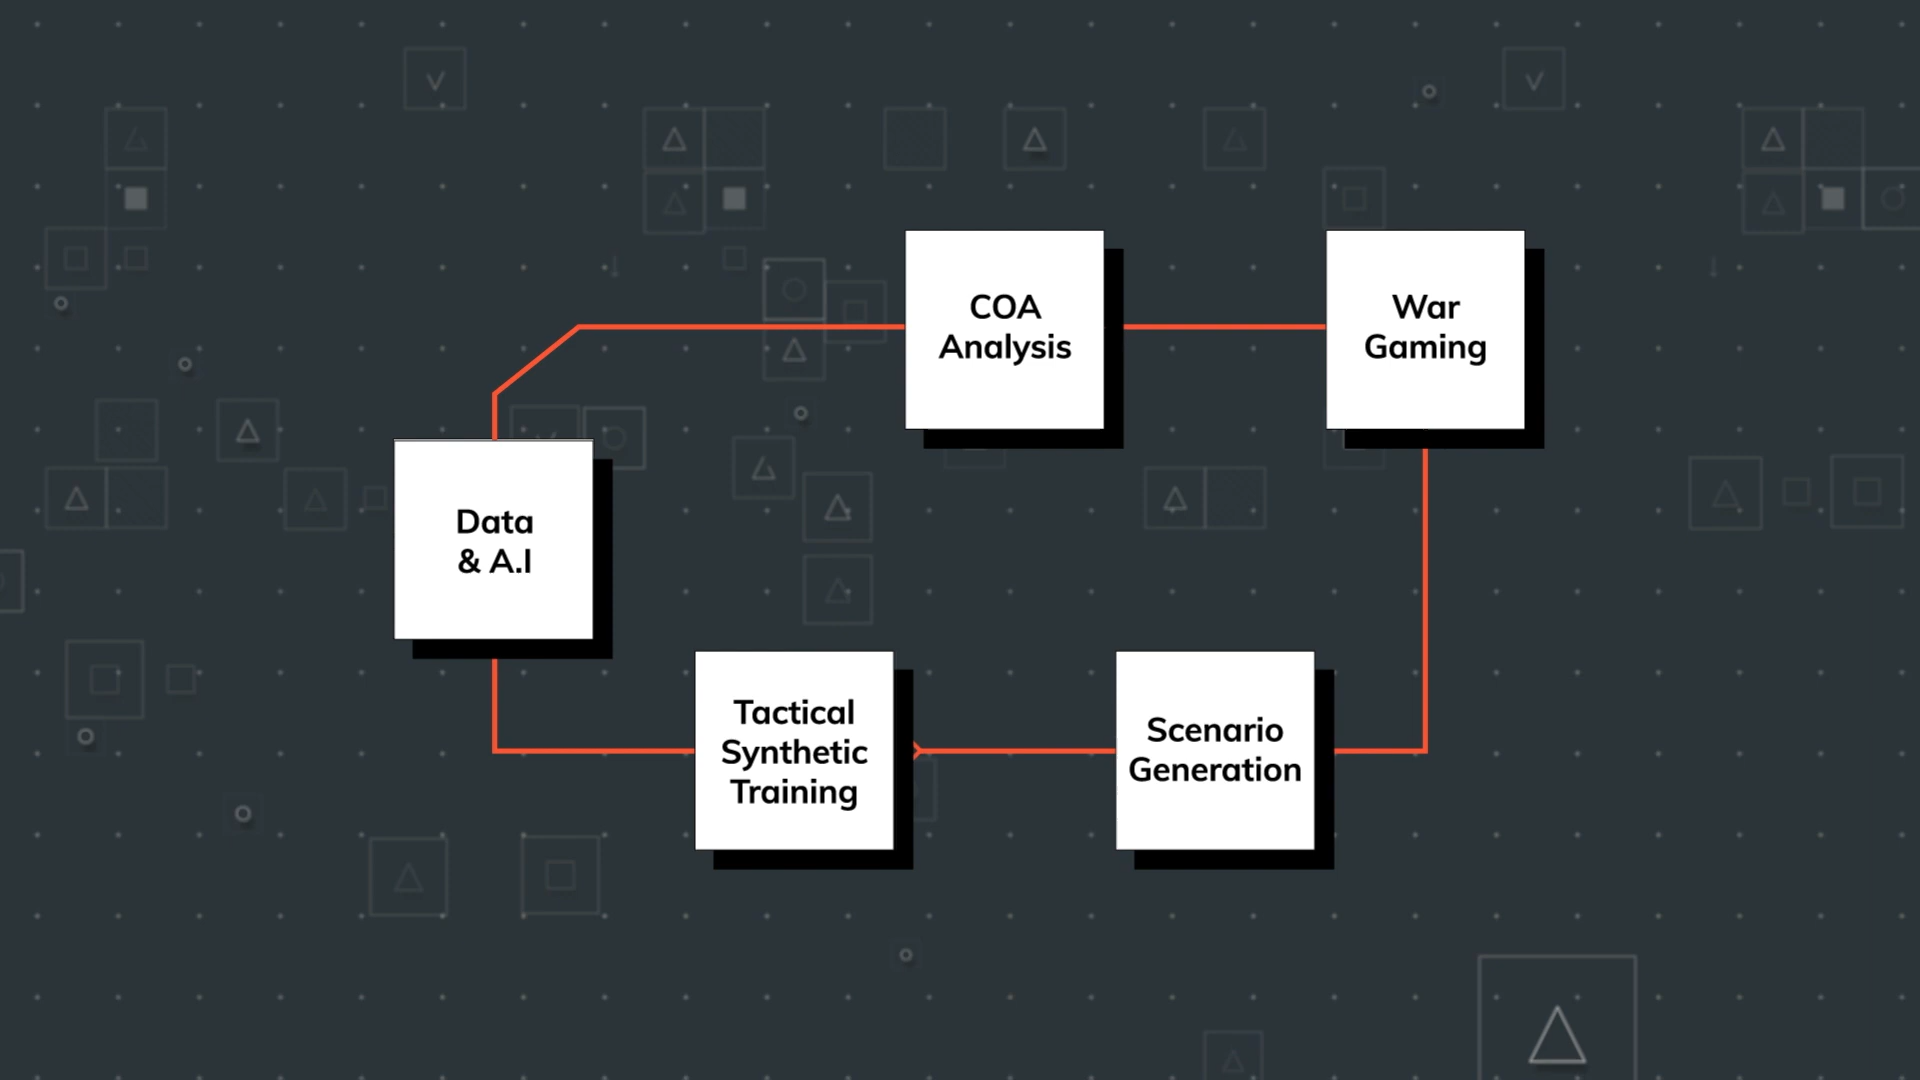 COA
Analysis
War
Gaming
Data
& A.I
Tactical
Synthetic
Training
Scenario
Generation